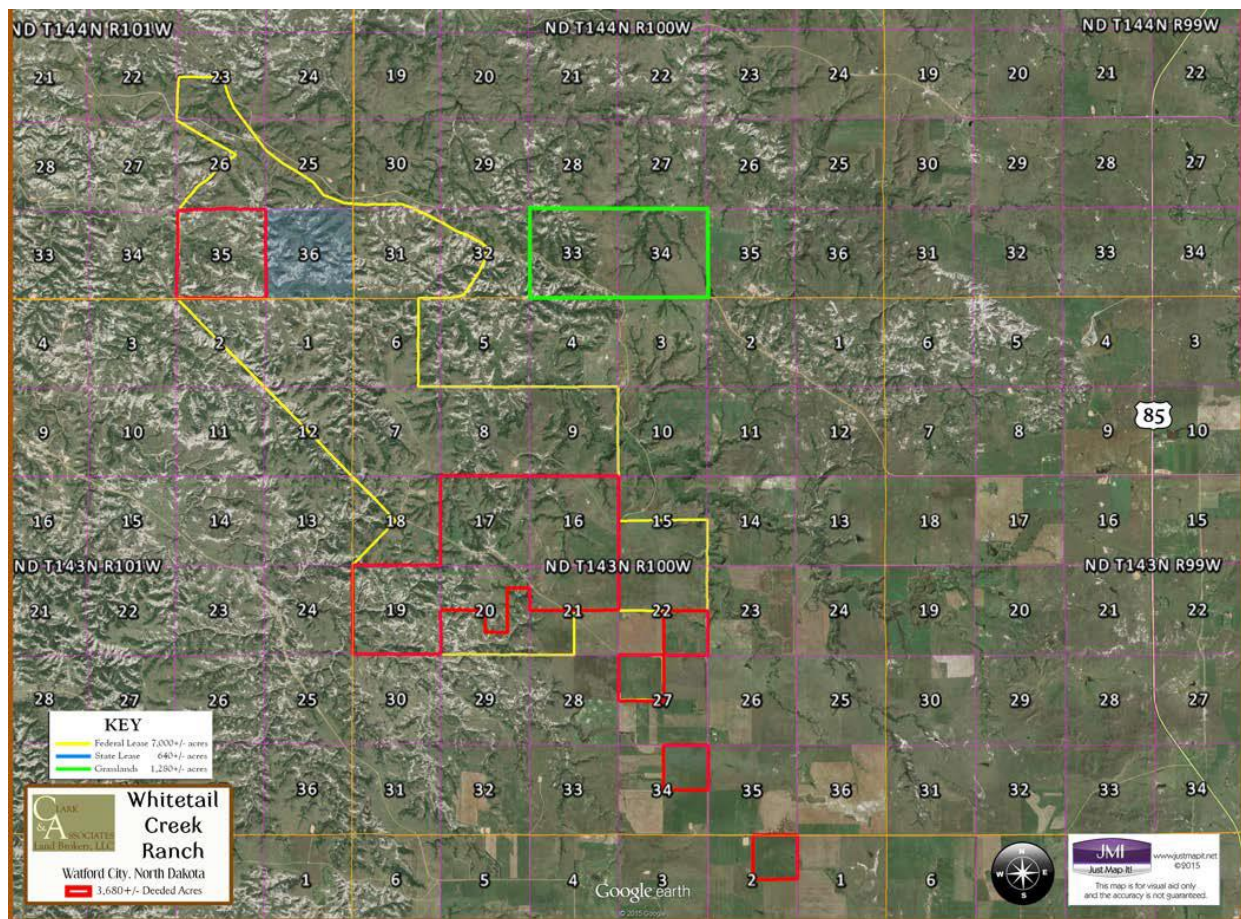 ND T144N R101W ND T144N R100W ND T144N R99W
21 22 23 24 19 20 21 22 23 24 19 20 21 22
28 27 26 25 30 29 28 27 26 25 30 29 28 27
33 34 35 36 31 32 33 34 35 36 31 32 33 34
4 3 2 1 6 5 4 3 2 1 6 5 4 3
9 10 11 12 7 8 9 10 11 12 7 8 9 10
85
16 15 14 13 18 17 16 15 14 13 18 17 16 15
ND T143N R101W ND T143N R100W ND T143N R99W
21 22 23 24 19 20 21 22 23 24 19 20 21 22
28 27 26 25 30 29 28 27 26 25 30 29 28 27
36 31 32 33 34 35 36 31 32 33 34
1 6 5 4 3 2 1 6
KEY
Federal Lease 7,000+/- acres
State Lease 640+/- acres
Grasslands 1,280+/- acres
CLARK
& ASSOCIATES
Land Brokers, LLC
Whitetail
Creek
Ranch
Watford City, North Dakota
3,680+/- Deeded Acres
Google earth
© 2015 Google
N
W E
S
JMI
Just Map It!
www.justmapit.net
©2015
This map is for visual aid only
and the accuracy is not guaranteed.